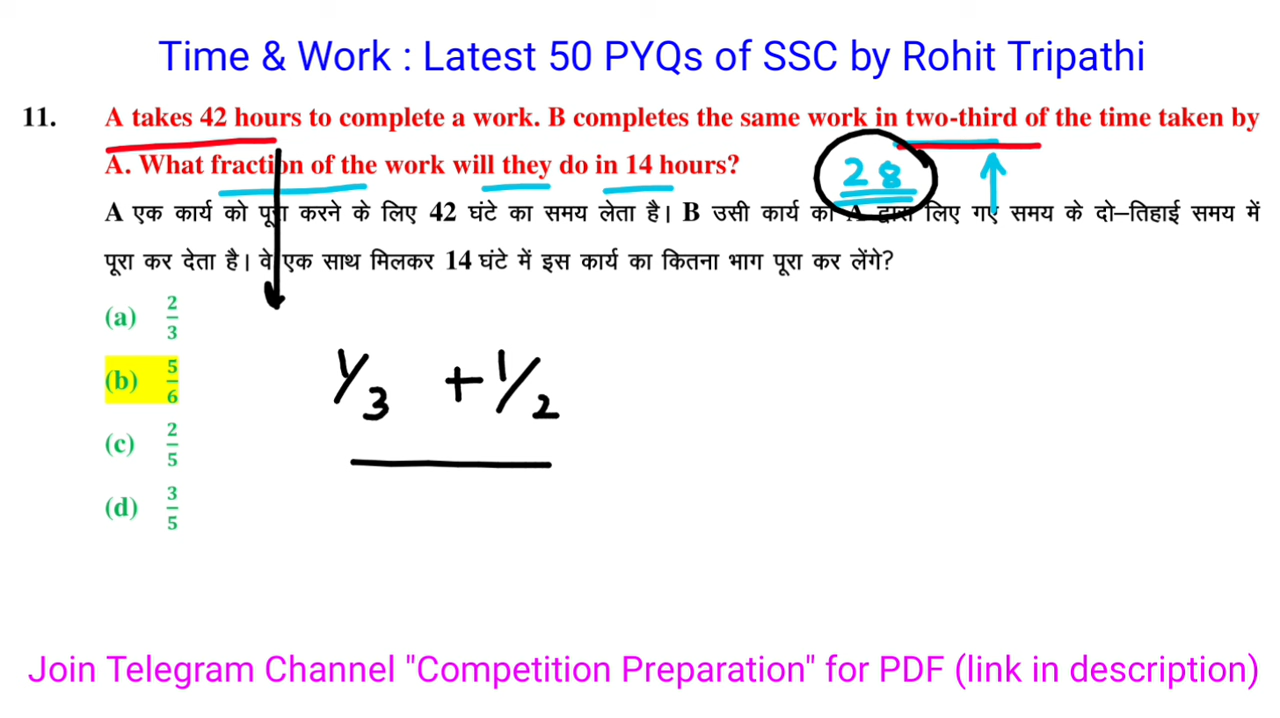 Time & Work : Latest 50 PYQs of SSC by Rohit Tripathi
11. A takes 42 hours to complete a work. B completes the same work in two-third of the time taken by
A. What fraction of the work will they do in 14 hours?
28
A एक कार्य को पूरा करने के लिए 42 घंटे का समय लेता है। B उसी कार्य को A द्वारा लिए गए समय के दो–तिहाई समय में
पूरा कर देता है। वे एक साथ मिलकर 14 घंटे में इस कार्य का कितना भाग पूरा कर लेंगे?
(a) 2/3
(b) 5/6
1/3 + 1/2
(c) 2/5
(d) 3/5
Join Telegram Channel "Competition Preparation" for PDF (link in description)